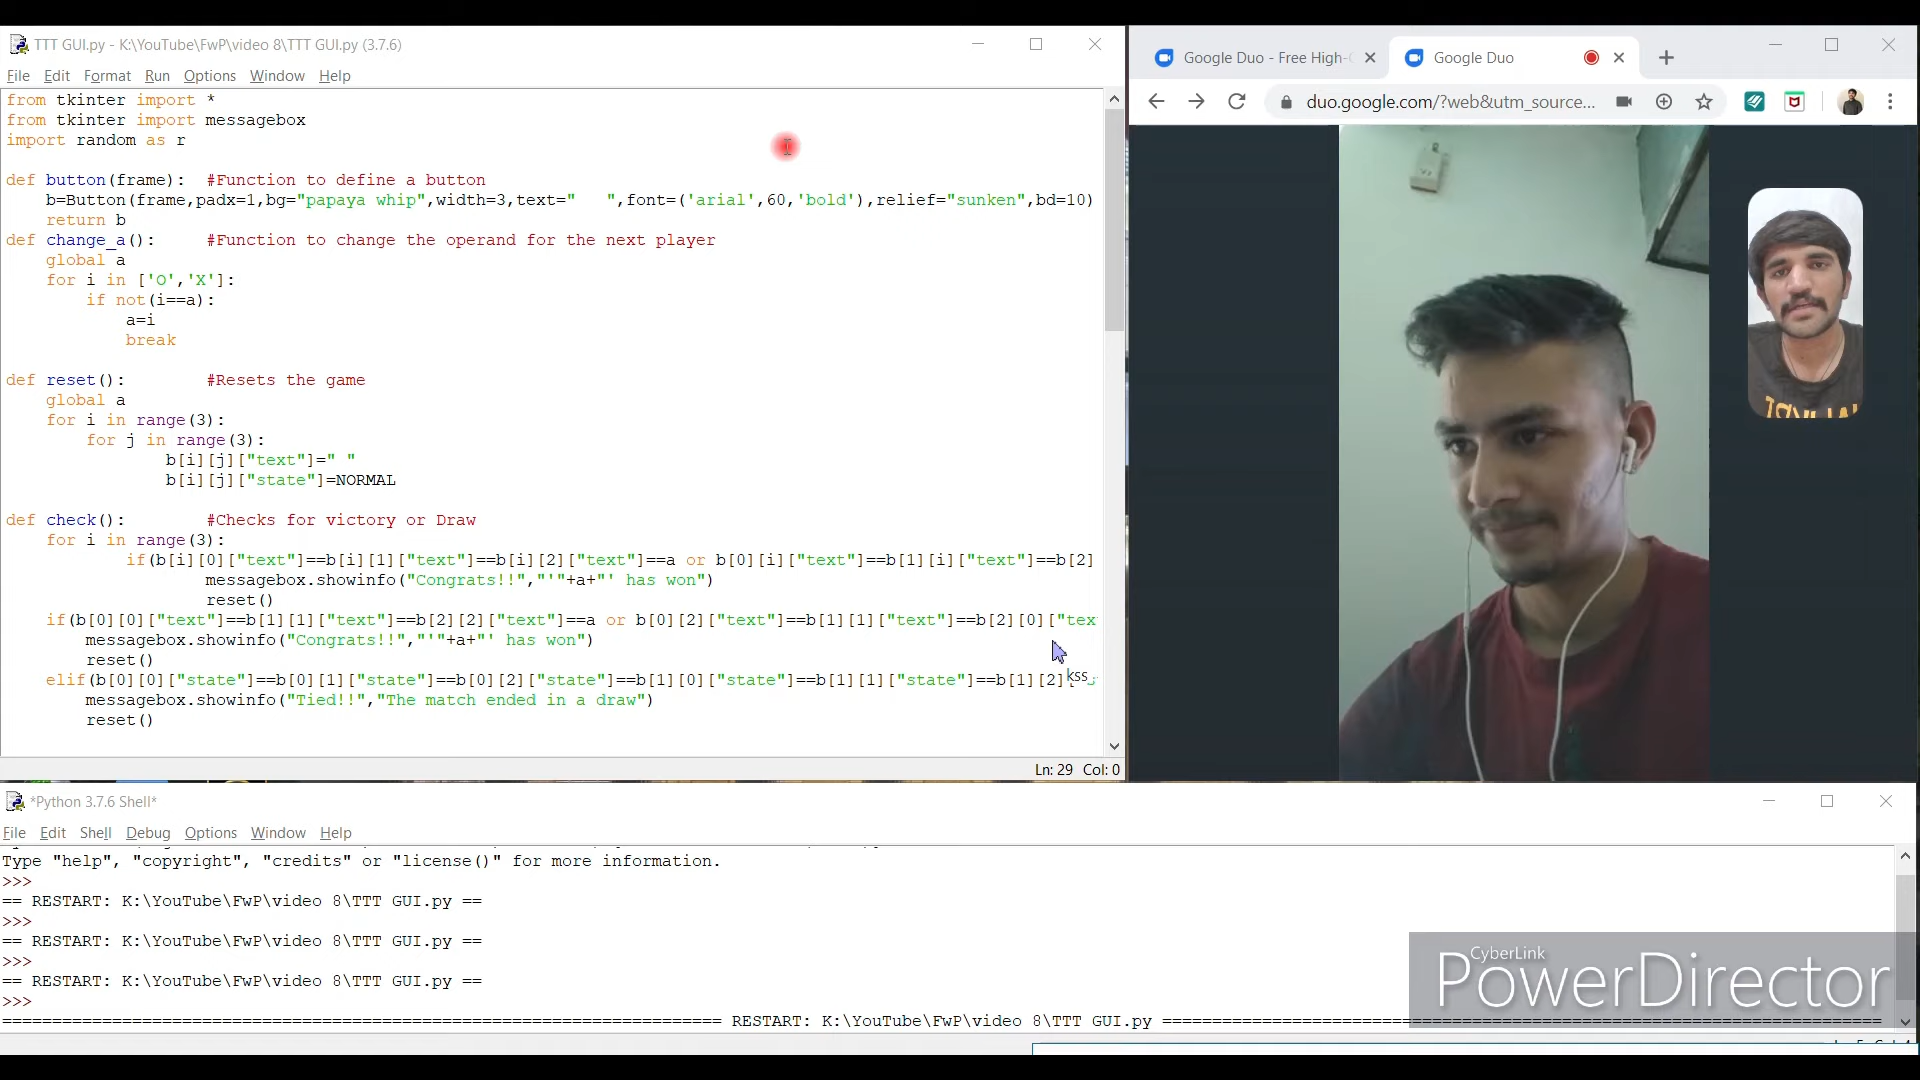 TTT GUI.py - K:\YouTube\FwP\video 8\TTT GUI.py (3.7.6)
File Edit Format Run Options Window Help
from tkinter import *
from tkinter import messagebox
import random as r
def button(frame): #Function to define a button
b=Button(frame,padx=1,bg="papaya whip",width=3,text="   ",font=('arial',60,'bold'),relief="sunken",bd=10)
return b
def change_a(): #Function to change the operand for the next player
global a
for i in ['O','X']:
if not(i==a):
a=i
break
def reset(): #Resets the game
global a
for i in range(3):
for j in range(3):
b[i][j]["text"]=" "
b[i][j]["state"]=NORMAL
def check(): #Checks for victory or Draw
for i in range(3):
if(b[i][0]["text"]==b[i][1]["text"]==b[i][2]["text"]==a or b[0][i]["text"]==b[1][i]["text"]==b[2]
messagebox.showinfo("Congrats!!","'"+a+"' has won")
reset()
if(b[0][0]["text"]==b[1][1]["text"]==b[2][2]["text"]==a or b[0][2]["text"]==b[1][1]["text"]==b[2][0]["tex
messagebox.showinfo("Congrats!!","'"+a+"' has won")
reset()
elif(b[0][0]["state"]==b[0][1]["state"]==b[0][2]["state"]==b[1][0]["state"]==b[1][1]["state"]==b[1][2]
kss
messagebox.showinfo("Tied!!","The match ended in a draw")
reset()
Ln: 29 Col: 0
Google Duo - Free High-
Google Duo
duo.google.com/?web&utm_source...
*Python 3.7.6 Shell*
File Edit Shell Debug Options Window Help
Type "help", "copyright", "credits" or "license()" for more information.
>>>
== RESTART: K:\YouTube\FwP\video 8\TTT GUI.py ==
>>>
== RESTART: K:\YouTube\FwP\video 8\TTT GUI.py ==
>>>
== RESTART: K:\YouTube\FwP\video 8\TTT GUI.py ==
>>>
======================================================================== RESTART: K:\YouTube\FwP\video 8\TTT GUI.py ========================================================================
CyberLink
PowerDirector